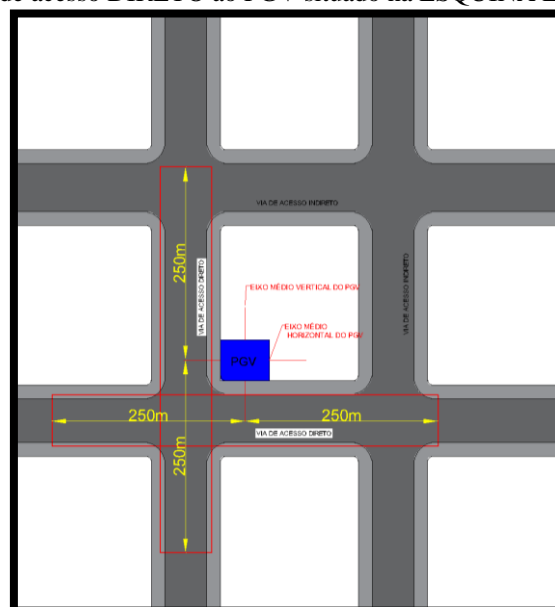 de acesso DIRETO ao PGV situado na ESQUINA
VIA DE ACESSO INDIRETO
250m
VIA DE ACESSO DIRETO
VIA DE ACESSO INDIRETO
EIXO MÉDIO VERTICAL DO PGV
EIXO MÉDIO
HORIZONTAL DO PGV
PGV
250m
250m
250m
VIA DE ACESSO DIRETO